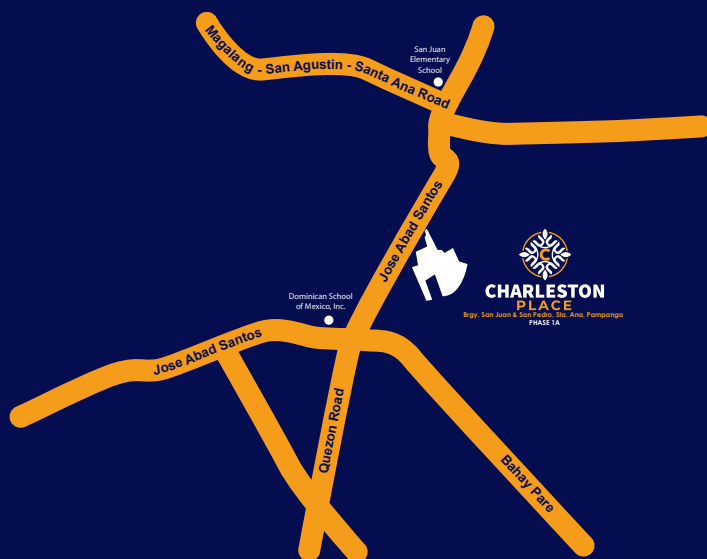 Magalang - San Agustin - Santa Ana Road
San Juan
Elementary
School
Jose Abad Santos
C
CHARLESTON
PLACE
Brgy. San Juan & San Pedro, Sta. Ana, Pampanga
PHASE 1A
Dominican School
of Mexico, Inc.
Jose Abad Santos
Quezon Road
Bahay Pare